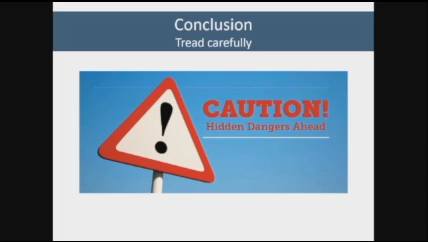 Conclusion
Tread carefully
!
CAUTION!
Hidden Dangers Ahead